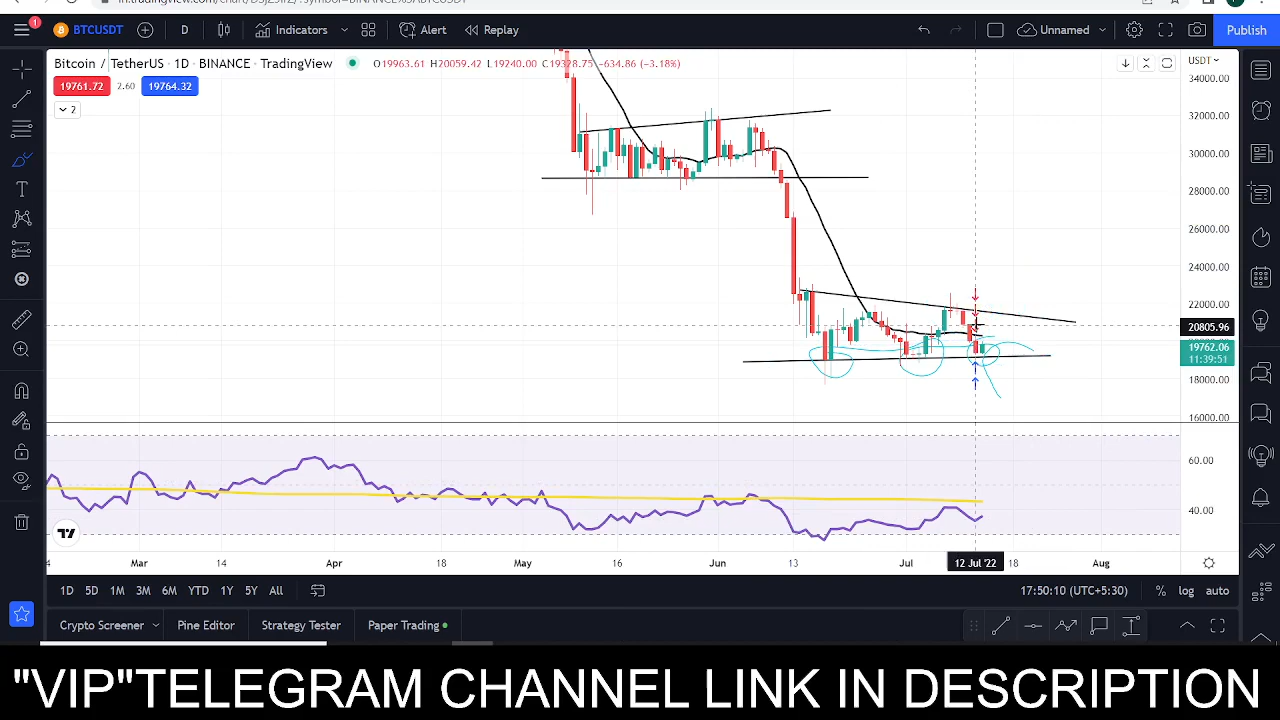 BTCUSDT
D
Indicators
Alert
Replay
Unnamed
Publish
1
Bitcoin / TetherUS · 1D · BINANCE · TradingView
O19963.61 H20059.42 L19240.00 C19328.75 -634.86 (-3.18%)
USDT
19761.72 2.60 19764.32
2
34000.00
32000.00
30000.00
28000.00
26000.00
24000.00
22000.00
20805.96
19762.06
11:39:51
18000.00
16000.00
60.00
40.00
4 Mar 14 Apr 18 May 16 Jun 13 Jul 12 Jul '22 18 Aug
1D 5D 1M 3M 6M YTD 1Y 5Y All
17:50:10 (UTC+5:30) % log auto
Crypto Screener Pine Editor Strategy Tester Paper Trading
"VIP"TELEGRAM CHANNEL LINK IN DESCRIPTION